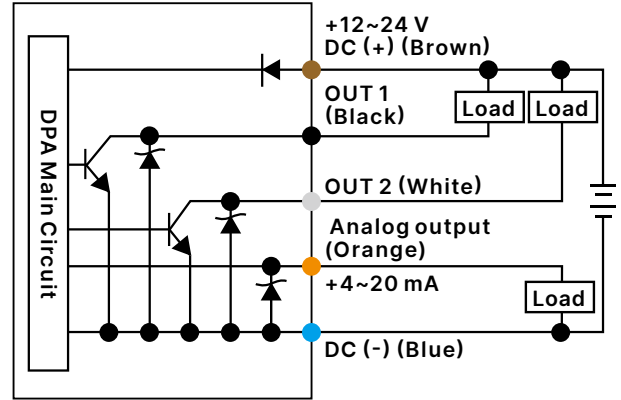 +12~24 V
DC (+) (Brown)
OUT 1
(Black)
Load
Load
DPA Main Circuit
OUT 2 (White)
Analog output
(Orange)
+4~20 mA
Load
DC (-) (Blue)